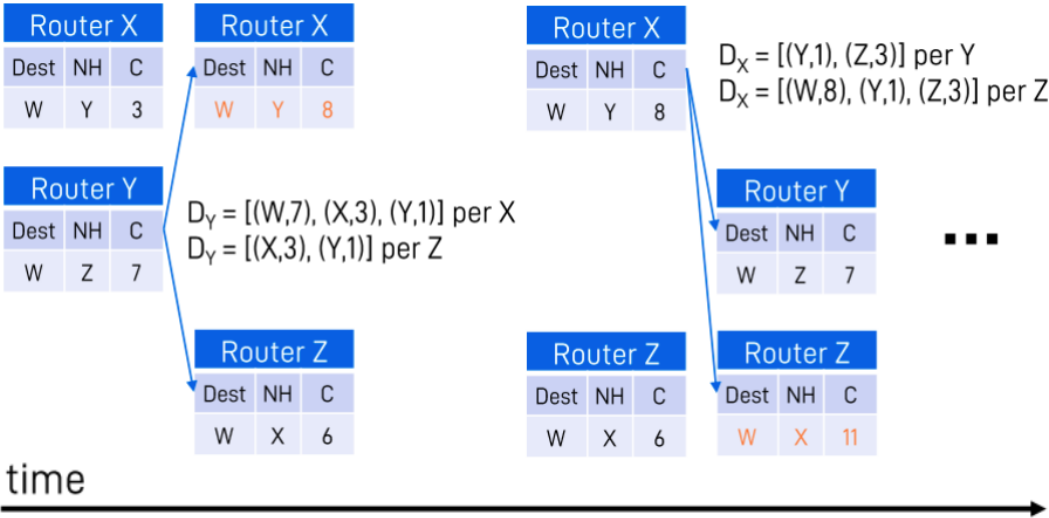 Router X
Dest NH C
W Y 3
Router X
Dest NH C
W Y 8
Router Y
Dest NH C
W Z 7
D_Y = [(W,7), (X,3), (Y,1)] per X
D_Y = [(X,3), (Y,1)] per Z
Router Z
Dest NH C
W X 6
Router X
Dest NH C
W Y 8
D_X = [(Y,1), (Z,3)] per Y
D_X = [(W,8), (Y,1), (Z,3)] per Z
Router Y
Dest NH C
W Z 7
...
Router Z
Dest NH C
W X 6
Router Z
Dest NH C
W X 11
time